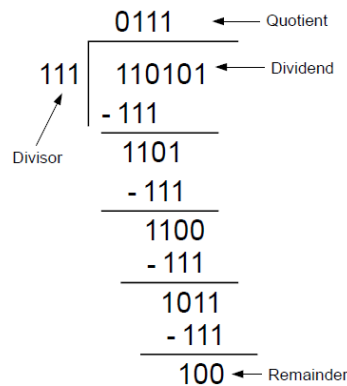 0111 Quotient
111 110101 Dividend
- 111
Divisor
1101
- 111
1100
- 111
1011
- 111
100 Remainder